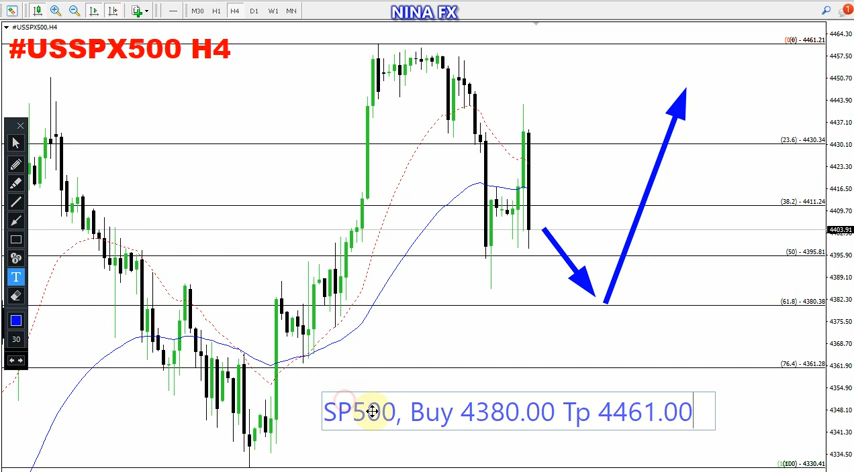 M30 H1 H4 D1 W1 MN
NINA FX
#USSPX500.H4
#USSPX500 H4
(0) - 4461.21
(23.6) - 4430.34
(38.2) - 4411.24
(50) - 4395.81
(61.8) - 4380.38
(76.4) - 4361.28
(100) - 4330.41
4464.30
4457.50
4450.70
4443.90
4437.10
4430.10
4423.30
4416.50
4409.70
4403.91
4395.90
4389.10
4382.30
4375.50
4368.70
4361.70
4354.90
4348.10
4341.30
4334.50
T
30
SP500, Buy 4380.00 Tp 4461.00